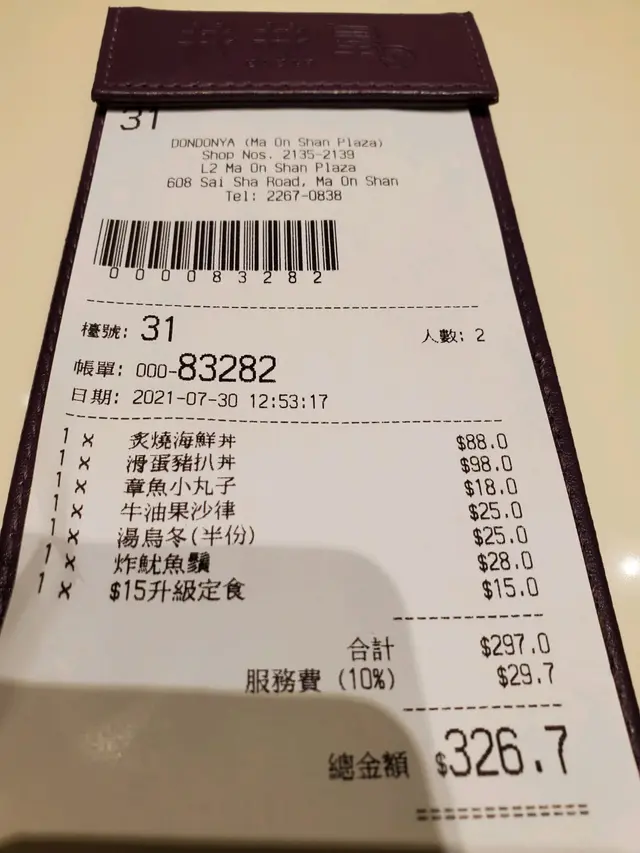 丼丼屋
31
DONDONYA (Ma On Shan Plaza)
Shop Nos. 2135-2139
L2 Ma On Shan Plaza
608 Sai Sha Road, Ma On Shan
Tel: 2267-0838
00083282
檯號: 31 人數: 2
帳單: 000-83282
日期: 2021-07-30 12:53:17
1 x 炙燒海鮮丼 $88.0
1 x 滑蛋豬扒丼 $98.0
1 x 章魚小丸子 $18.0
1 x 牛油果沙律 $25.0
1 x 湯烏冬(半份) $25.0
1 x 炸魷魚鬚 $28.0
1 x $15升級定食 $15.0
合計 $297.0
服務費 (10%) $29.7
總金額 $326.7